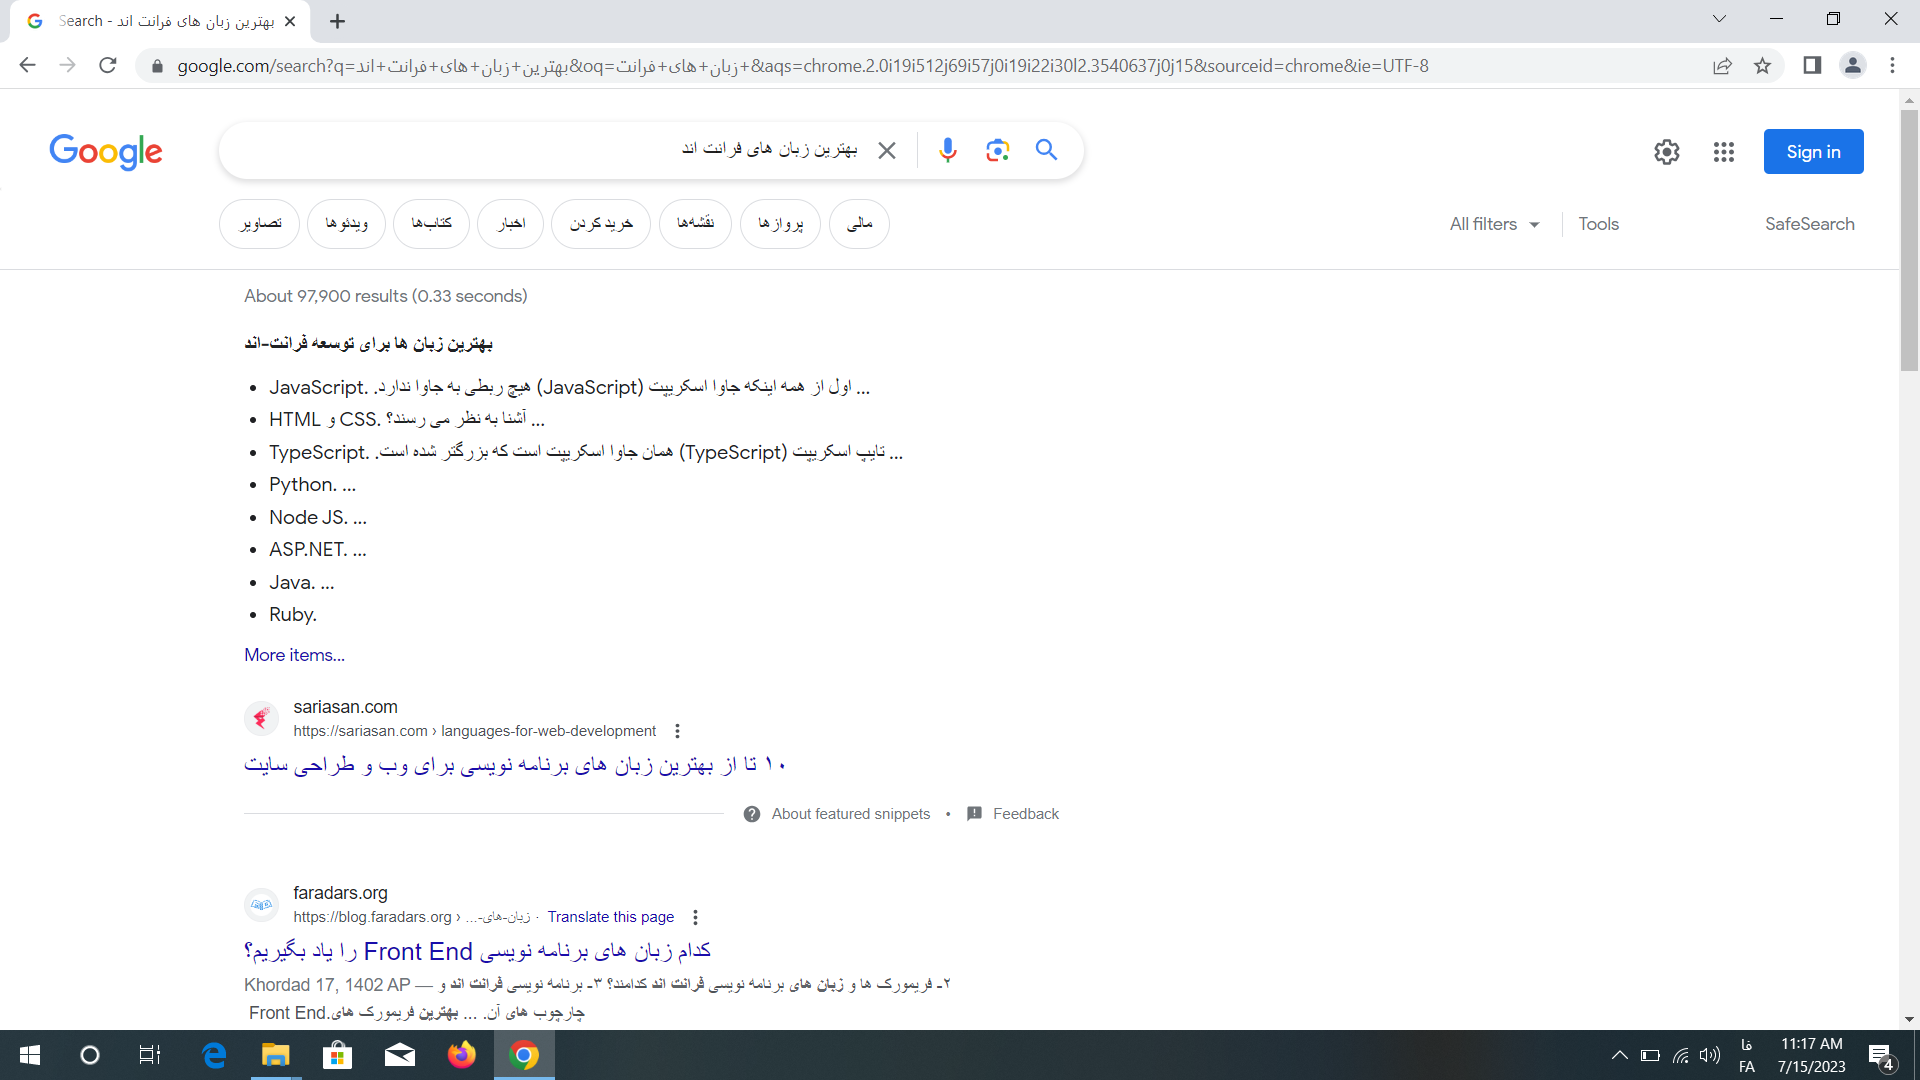 بهترین زبان های فرانت اند - Search
google.com/search?q=بهترین+زبان+های+فرانت+اند&oq=زبان+های+فرانت+&aqs=chrome.2.0i19i512j69i57j0i19i22i30l2.3540637j0j15&sourceid=chrome&ie=UTF-8
Google
بهترین زبان های فرانت اند
Sign in
تصاویر
ویدئوها
کتاب‌ها
اخبار
خرید کردن
نقشه‌ها
پروازها
مالی
All filters
Tools
SafeSearch
About 97,900 results (0.33 seconds)
بهترین زبان ها برای توسعه فرانت-اند
JavaScript. اول از همه اینکه جاوا اسکریپت (JavaScript) هیچ ربطی به جاوا ندارد. ...
HTML و CSS. آشنا به نظر می رسند؟ ...
TypeScript. تایپ اسکریپت (TypeScript) همان جاوا اسکریپت است که بزرگتر شده است. ...
Python. ...
Node JS. ...
ASP.NET. ...
Java. ...
Ruby.
More items...
sariasan.com
https://sariasan.com › languages-for-web-development
۱۰ تا از بهترین زبان های برنامه نویسی برای وب و طراحی سایت
About featured snippets • Feedback
faradars.org
https://blog.faradars.org › زبان-های-... · Translate this page
کدام زبان های برنامه نویسی Front End را یاد بگیریم؟
Khordad 17, 1402 AP — ۲- فریمورک ها و زبان های برنامه نویسی فرانت اند کدامند؟ ۳- برنامه نویسی فرانت اند و
چارچوب های آن. ... بهترین فریمورک های Front End.
فا
FA
11:17 AM
7/15/2023
4